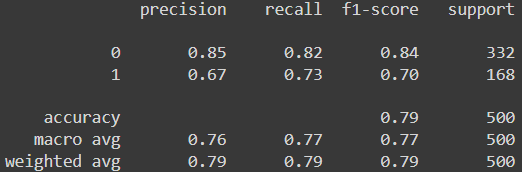 precision recall f1-score support
0 0.85 0.82 0.84 332
1 0.67 0.73 0.70 168
accuracy 0.79 500
macro avg 0.76 0.77 0.77 500
weighted avg 0.79 0.79 0.79 500